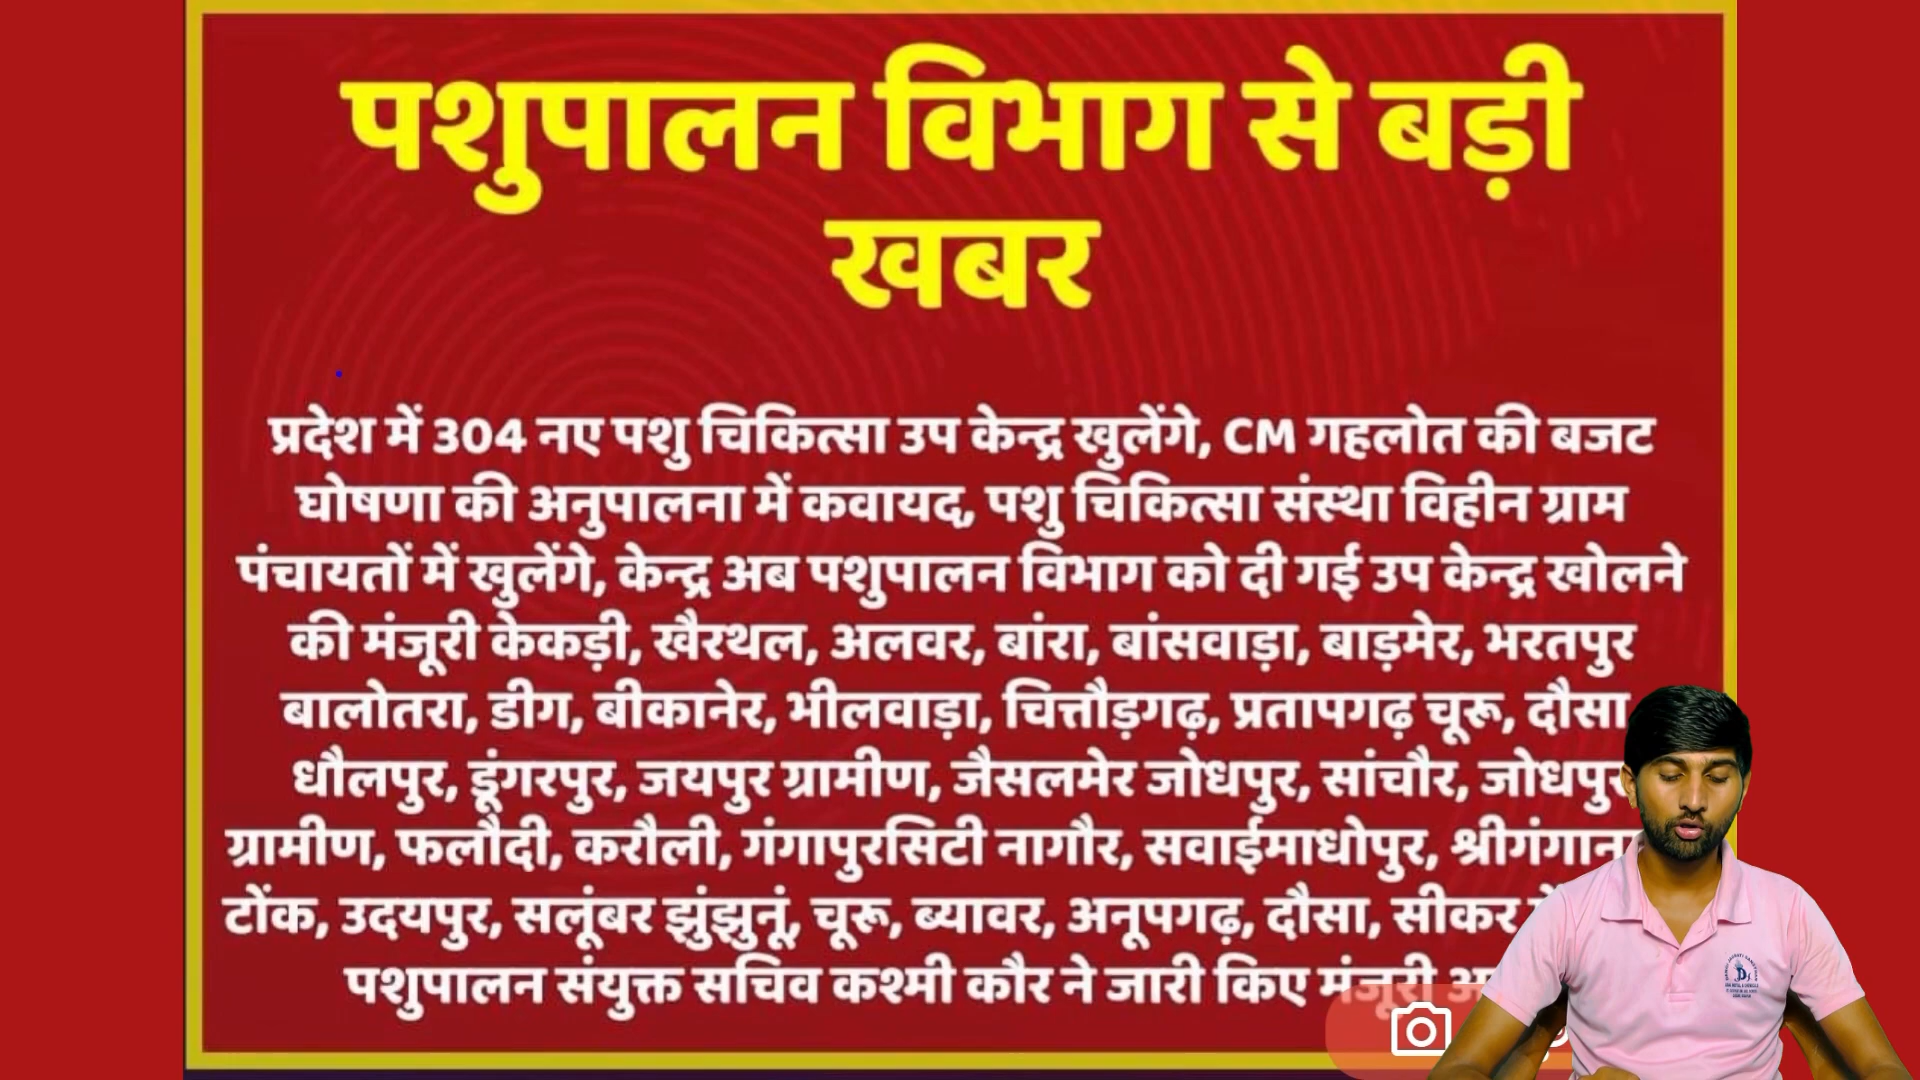 पशुपालन विभाग से बड़ी
खबर
प्रदेश में 304 नए पशु चिकित्सा उप केन्द्र खुलेंगे, CM गहलोत की बजट
घोषणा की अनुपालना में कवायद, पशु चिकित्सा संस्था विहीन ग्राम
पंचायतों में खुलेंगे, केन्द्र अब पशुपालन विभाग को दी गई उप केन्द्र खोलने
की मंजूरी केकड़ी, खैरथल, अलवर, बांरा, बांसवाड़ा, बाड़मेर, भरतपुर
बालोतरा, डीग, बीकानेर, भीलवाड़ा, चित्तौड़गढ़, प्रतापगढ़ चूरू, दौसा
धौलपुर, डूंगरपुर, जयपुर ग्रामीण, जैसलमेर जोधपुर, सांचौर, जोधपुर
ग्रामीण, फलौदी, करौली, गंगापुरसिटी नागौर, सवाईमाधोपुर,
टोंक, उदयपुर, सलूंबर झुंझुनूं, चूरू, ब्यावर, अनूपगढ़, दौसा, सीकर
पशुपालन संयुक्त सचिव कश्मी कौर ने जारी किए मंजूरी